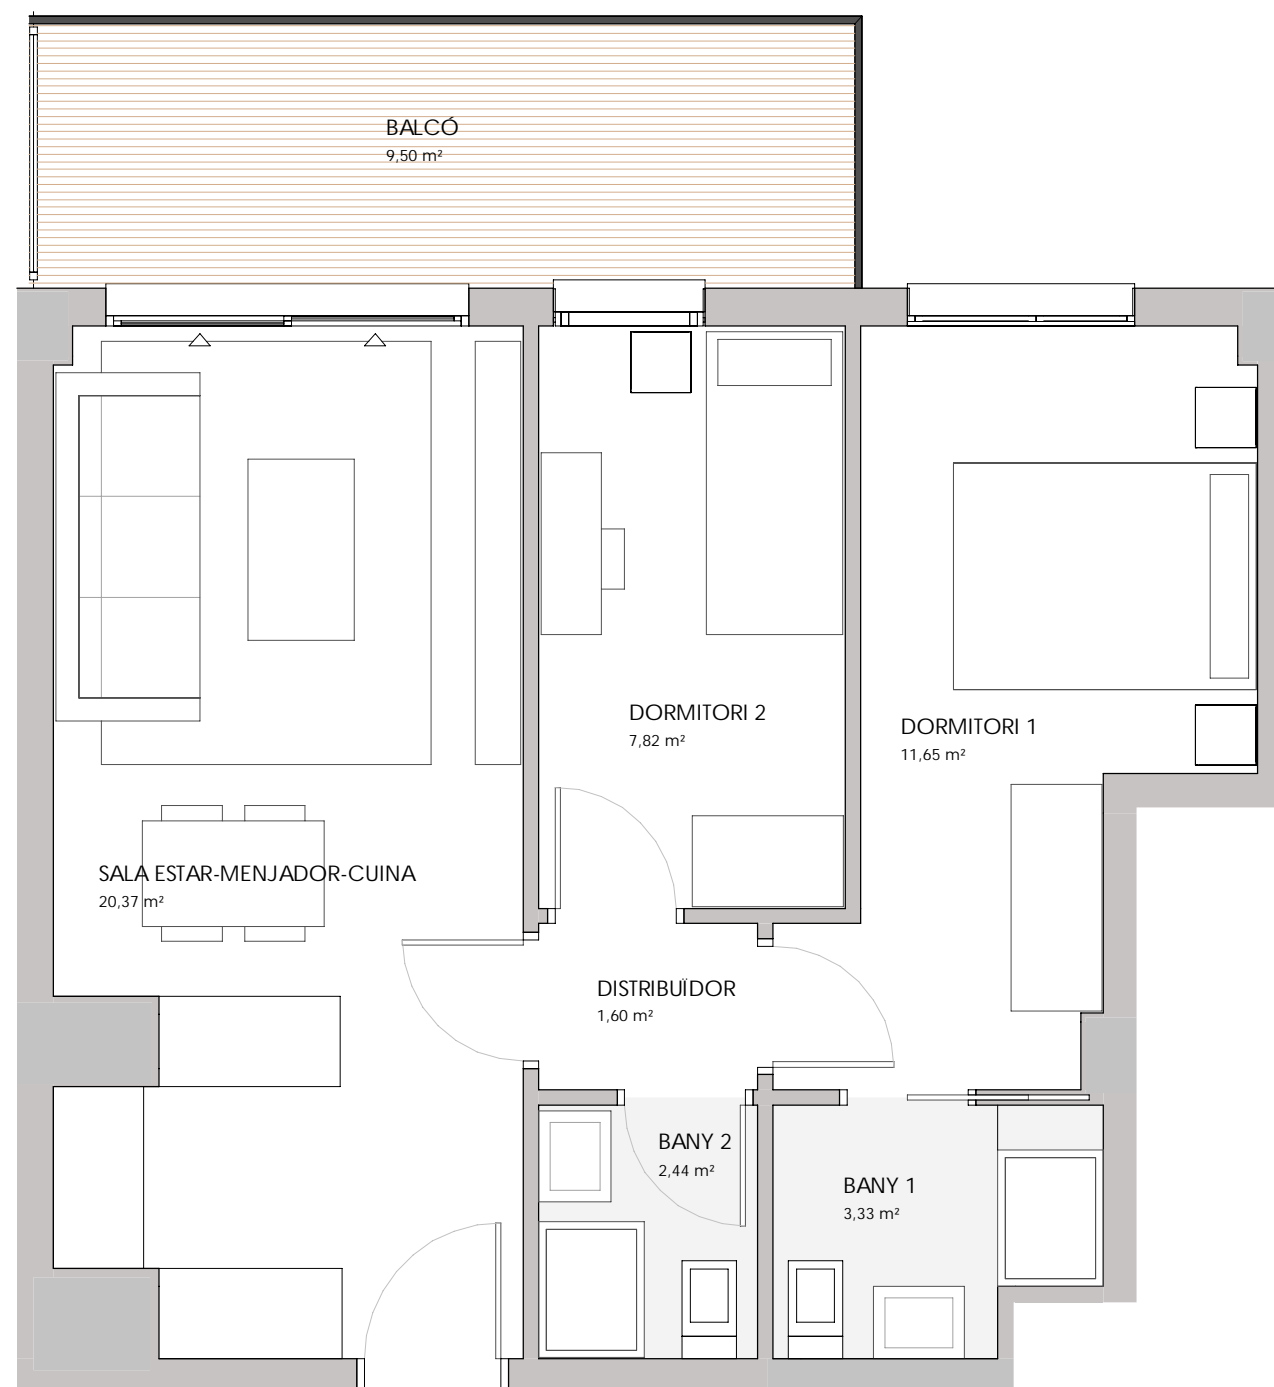 BALCÓ
9,50 m²
DORMITORI 2
7,82 m²
DORMITORI 1
11,65 m²
SALA ESTAR-MENJADOR-CUINA
20,37 m²
DISTRIBUÏDOR
1,60 m²
BANY 2
2,44 m²
BANY 1
3,33 m²